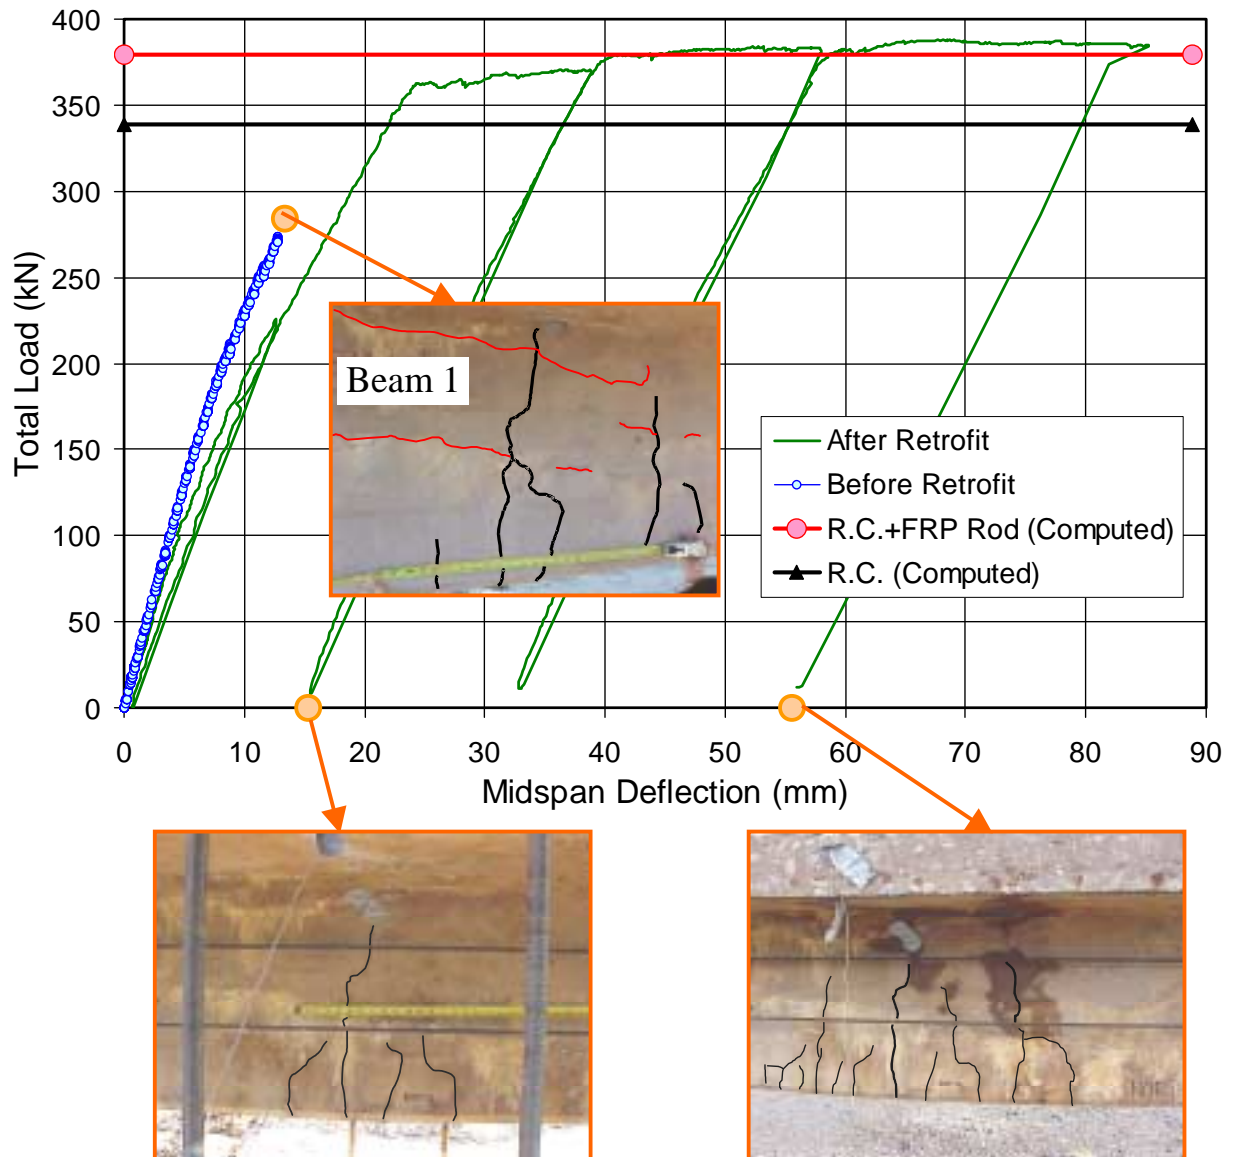 400
350
300
250
200
150
100
50
0
Total Load (kN)
Beam 1
After Retrofit
Before Retrofit
R.C.+FRP Rod (Computed)
R.C. (Computed)
0 10 20 30 40 50 60 70 80 90
Midspan Deflection (mm)